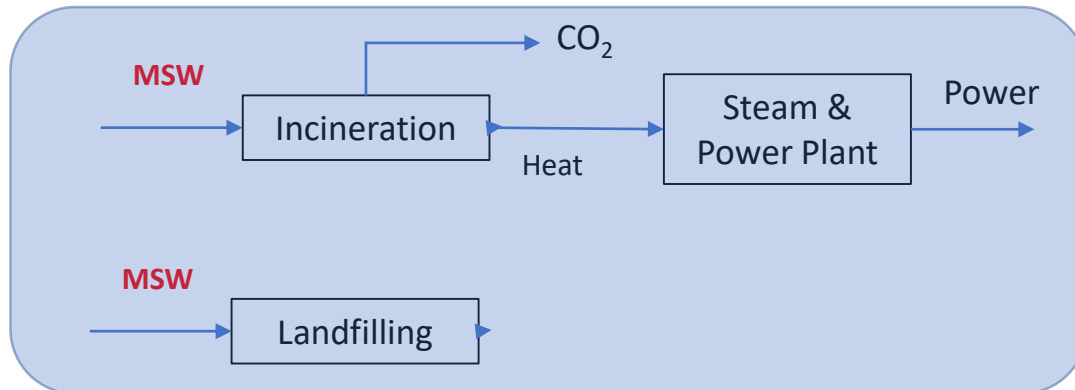 CO₂
MSW
Incineration
Heat
Steam &
Power Plant
Power
MSW
Landfilling